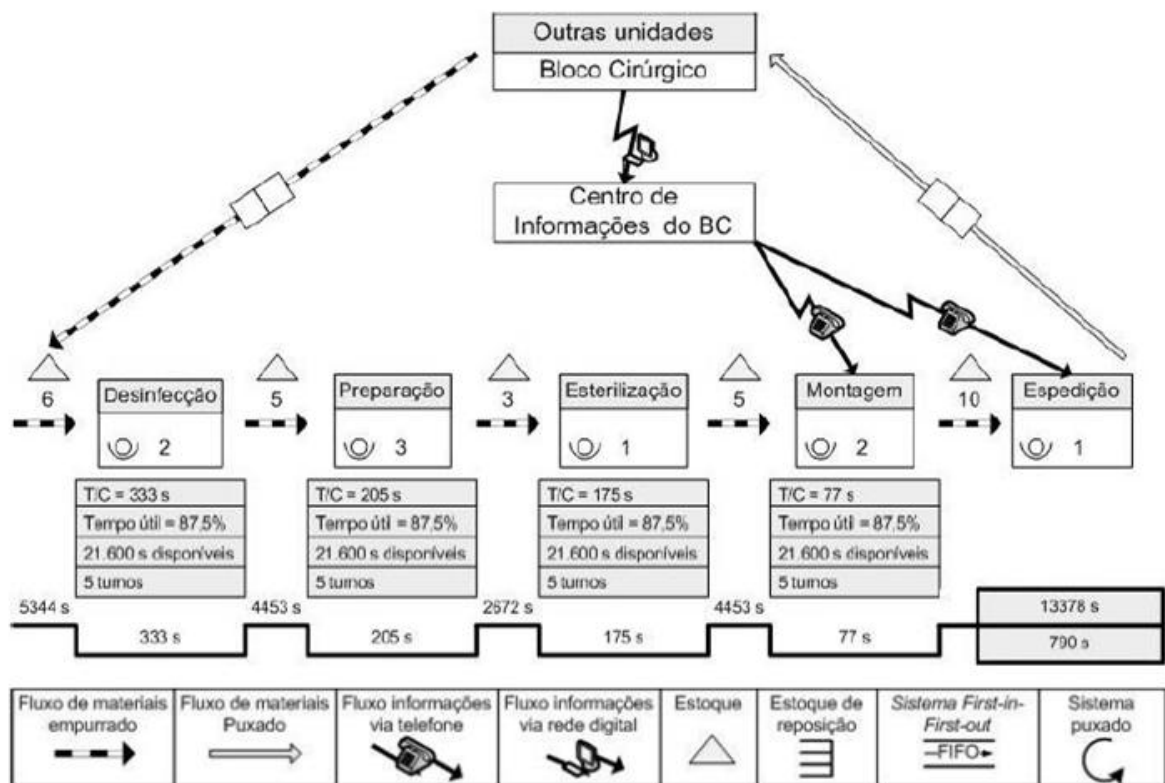 Outras unidades
Bloco Cirúrgico
Centro de
Informações do BC
6
Desinfecção
2
5
Preparação
3
3
Esterilização
1
5
Montagem
2
10
Espedição
1
T/C = 333 s
Tempo útil = 87,5%
21.600 s disponíveis
5 turnos
T/C = 205 s
Tempo útil = 87,5%
21.600 s disponíveis
5 turnos
T/C = 175 s
Tempo útil = 87,5%
21.600 s disponíveis
5 turnos
T/C = 77 s
Tempo útil = 87,5%
21.600 s disponíveis
5 turnos
5344 s
333 s
4453 s
205 s
2672 s
175 s
4453 s
77 s
13378 s
790 s
Fluxo de materiais
empurrado
Fluxo de materiais
Puxado
Fluxo informações
via telefone
Fluxo informações
via rede digital
Estoque
Estoque de
reposição
Sistema First-in-
First-out
FIFO
Sistema
puxado